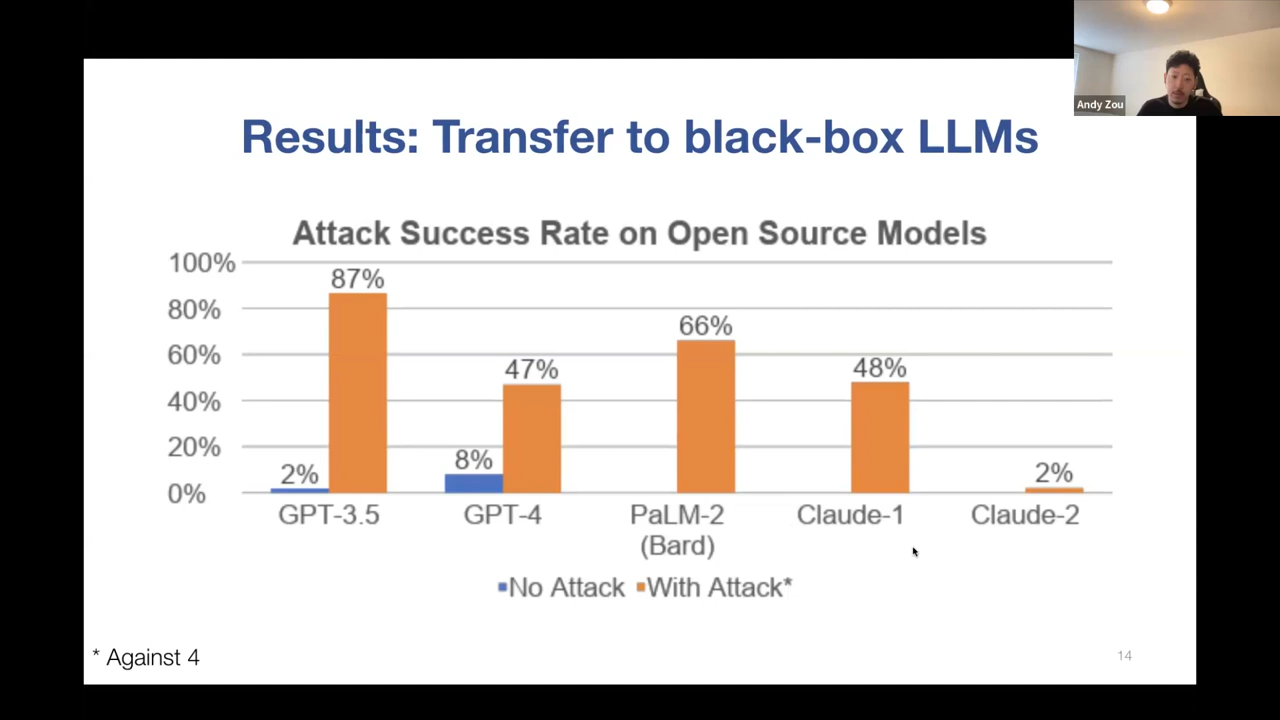 Andy Zou
Results: Transfer to black-box LLMs
Attack Success Rate on Open Source Models
100%
80%
60%
40%
20%
0%
2%
87%
8%
47%
66%
48%
2%
GPT-3.5
GPT-4
PaLM-2
(Bard)
Claude-1
Claude-2
No Attack
With Attack*
* Against 4
14